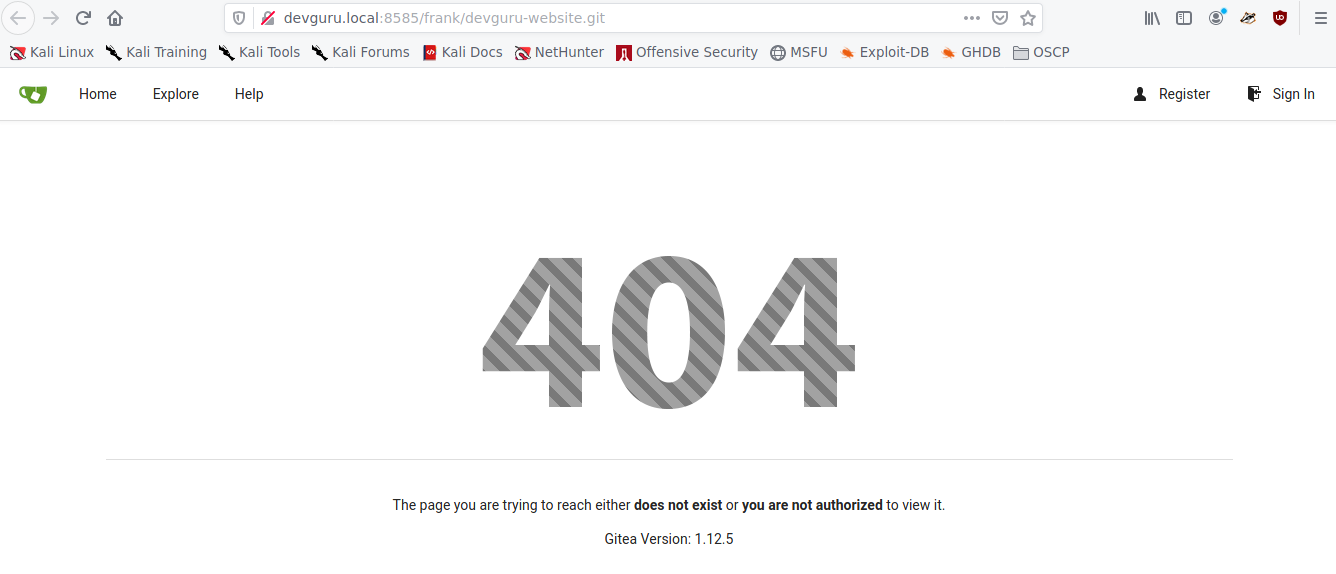 devguru.local:8585/frank/devguru-website.git
Kali Linux Kali Training Kali Tools Kali Forums Kali Docs NetHunter Offensive Security MSFU Exploit-DB GHDB OSCP
Home Explore Help Register Sign In
404
The page you are trying to reach either does not exist or you are not authorized to view it.
Gitea Version: 1.12.5